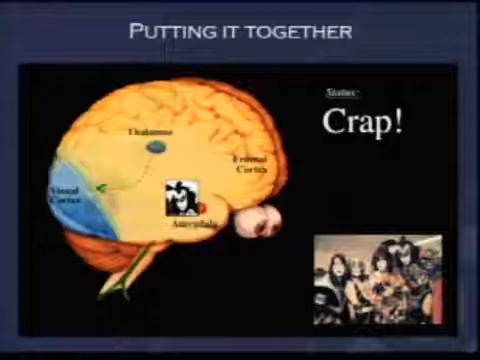 PUTTING IT TOGETHER
Status:
Crap!
Thalamus
Frontal
Cortex
Visual
Cortex
Amygdala